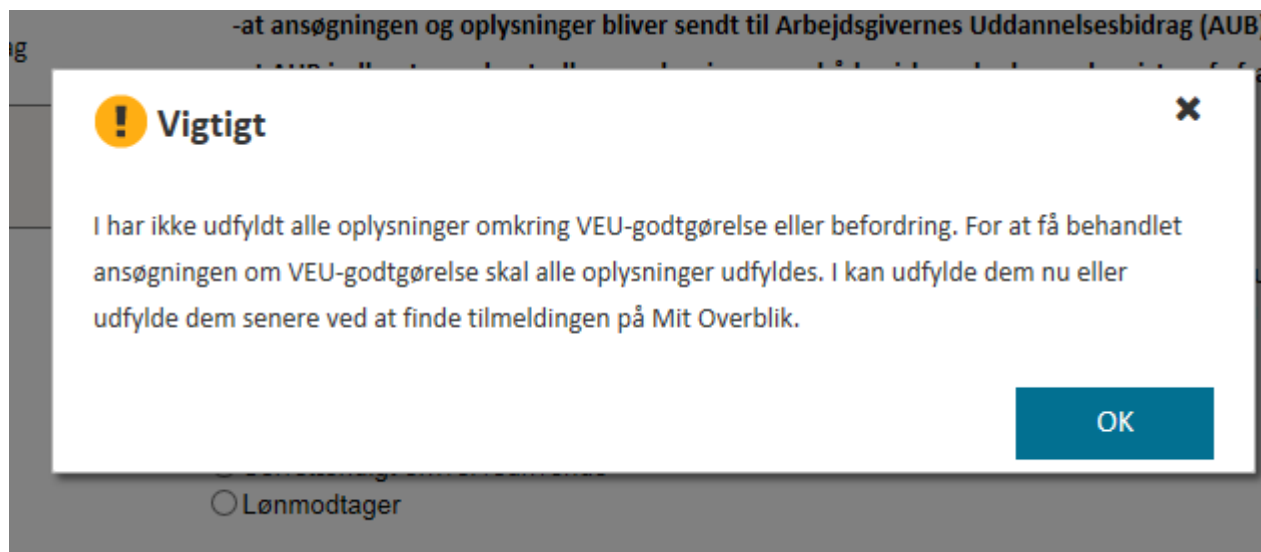 -at ansøgningen og oplysninger bliver sendt til Arbejdsgivernes Uddannelsesbidrag (AUB)
Vigtigt
I har ikke udfyldt alle oplysninger omkring VEU-godtgørelse eller befordring. For at få behandlet
ansøgningen om VEU-godtgørelse skal alle oplysninger udfyldes. I kan udfylde dem nu eller
udfylde dem senere ved at finde tilmeldingen på Mit Overblik.
OK
Lønmodtager